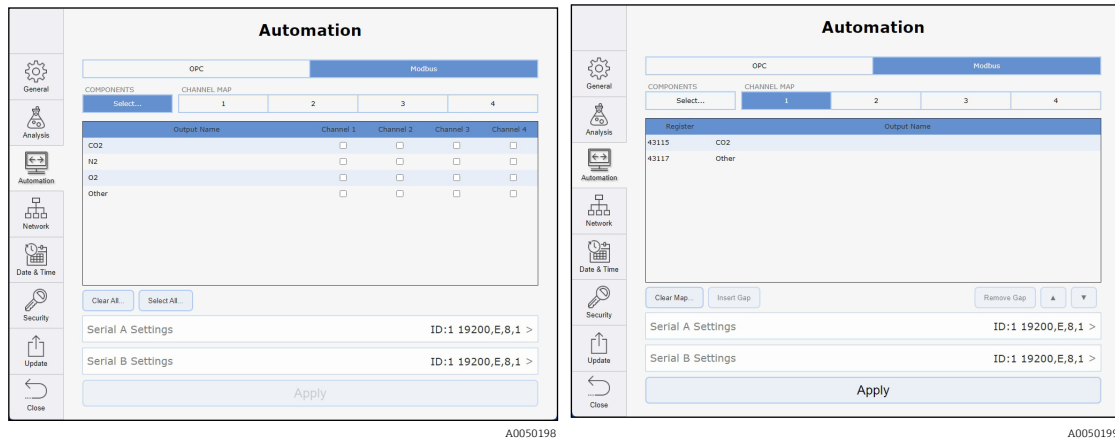 Automation
General
Analysis
Automation
Network
Date & Time
Security
Update
Close
OPC Modbus
COMPONENTS CHANNEL MAP
Select... 1 2 3 4
Output Name Channel 1 Channel 2 Channel 3 Channel 4
CO2
N2
O2
Other
Clear All... Select All...
Serial A Settings ID:1 19200,E,8,1 >
Serial B Settings ID:1 19200,E,8,1 >
Apply
A0050198
Automation
General
Analysis
Automation
Network
Date & Time
Security
Update
Close
OPC Modbus
COMPONENTS CHANNEL MAP
Select... 1 2 3 4
Register Output Name
43115 CO2
43117 Other
Clear Map... Insert Gap Remove Gap ▲ ▼
Serial A Settings ID:1 19200,E,8,1 >
Serial B Settings ID:1 19200,E,8,1 >
Apply
A0050199